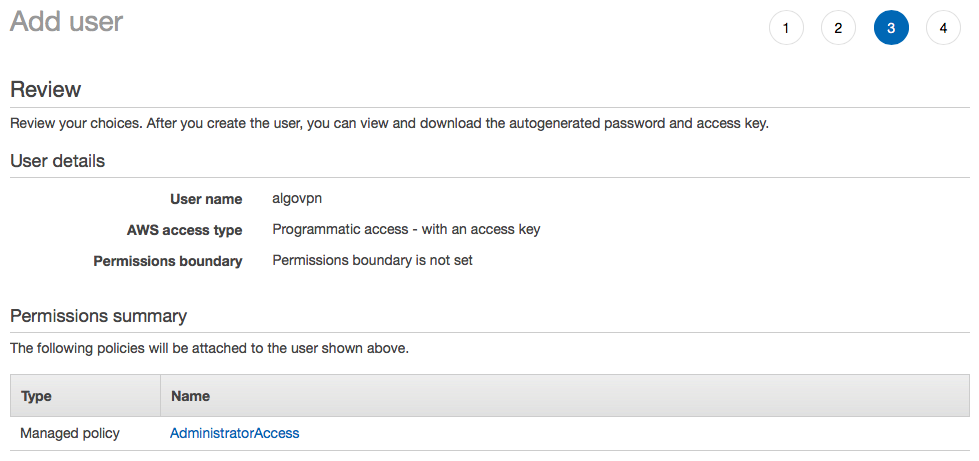 Add user
1 2 3 4
Review
Review your choices. After you create the user, you can view and download the autogenerated password and access key.
User details
User name algovpn
AWS access type Programmatic access - with an access key
Permissions boundary Permissions boundary is not set
Permissions summary
The following policies will be attached to the user shown above.
Type Name
Managed policy AdministratorAccess